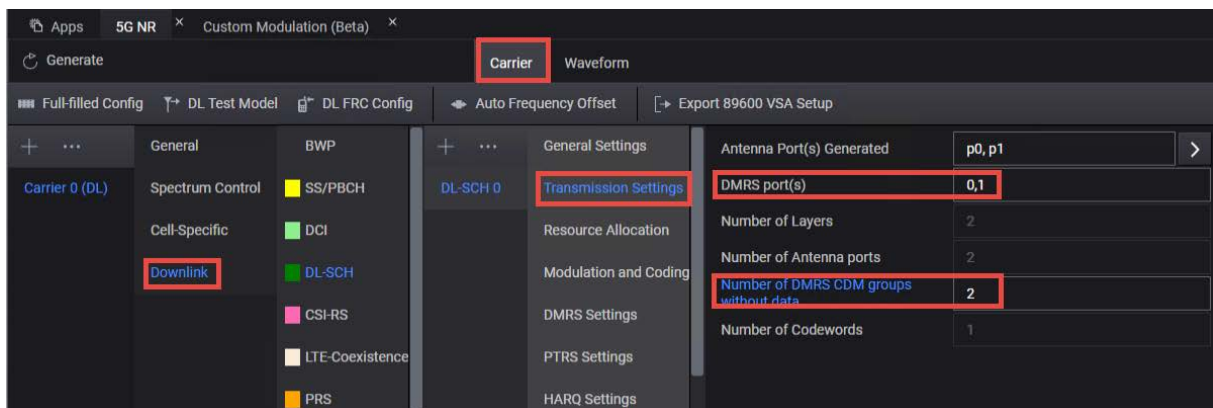 Apps 5G NR × Custom Modulation (Beta) ×
Generate Carrier Waveform
Full-filled Config DL Test Model DL FRC Config Auto Frequency Offset Export 89600 VSA Setup
+ ... General BWP + ... General Settings Antenna Port(s) Generated p0, p1 >
Carrier 0 (DL) Spectrum Control SS/PBCH DL-SCH 0 Transmission Settings DMRS port(s) 0,1
Cell-Specific DCI Resource Allocation Number of Layers 2
Downlink DL-SCH Modulation and Coding Number of Antenna ports 2
Number of DMRS CDM groups
without data 2
CSI-RS DMRS Settings Number of Codewords 1
LTE-Coexistence PTRS Settings
PRS HARQ Settings